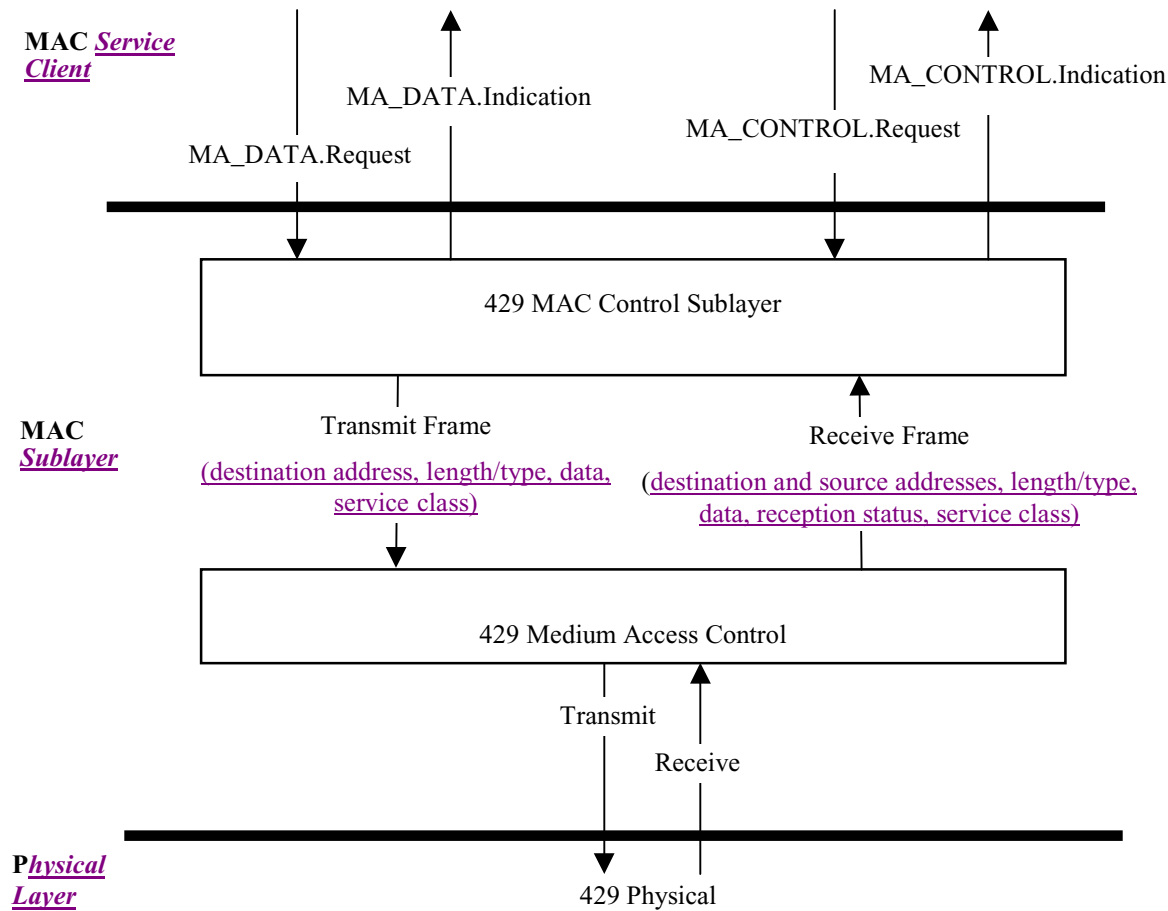 MAC Service
Client
MA_CONTROL.Indication
MA_DATA.Indication
MA_CONTROL.Request
MA_DATA.Request
429 MAC Control Sublayer
MAC
Sublayer
Transmit Frame
(destination address, length/type, data,
service class)
Receive Frame
(destination and source addresses, length/type,
data, reception status, service class)
429 Medium Access Control
Transmit
Receive
Physical
Layer
429 Physical